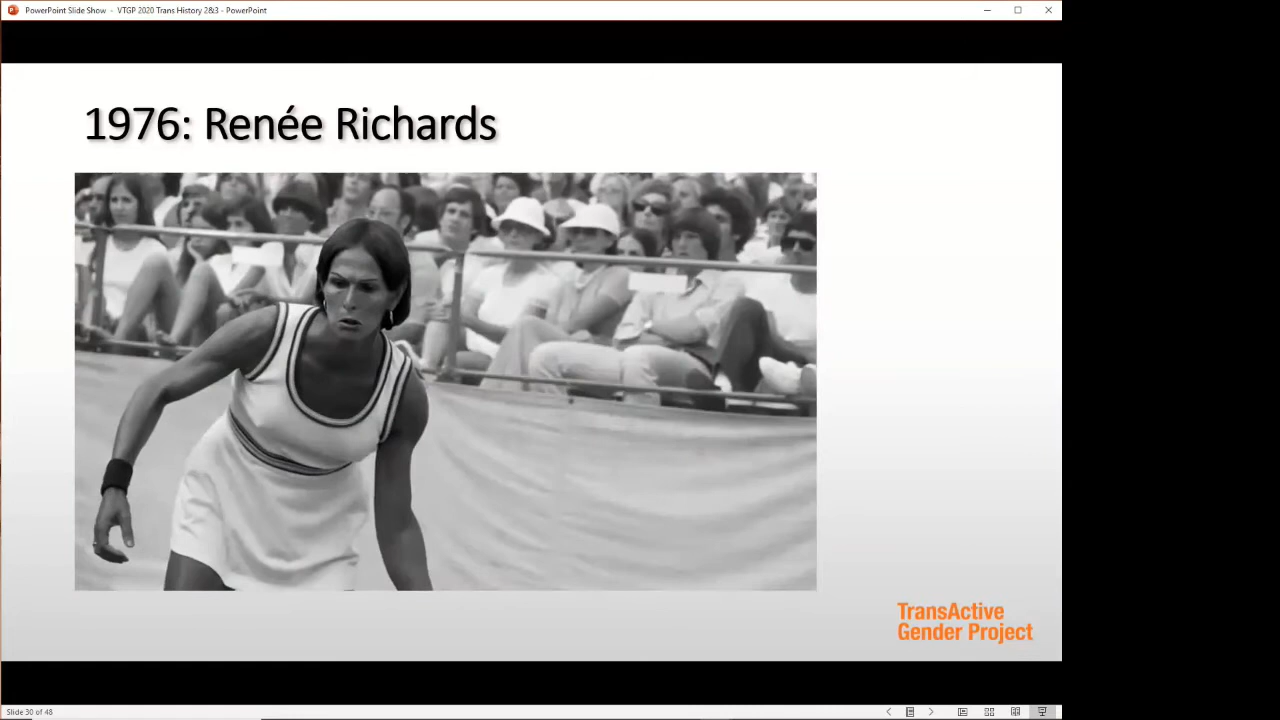 PowerPoint Slide Show - VTGP 2020 Trans History 2&3 - PowerPoint
1976: Renée Richards
TransActive
Gender Project
Slide 30 of 48